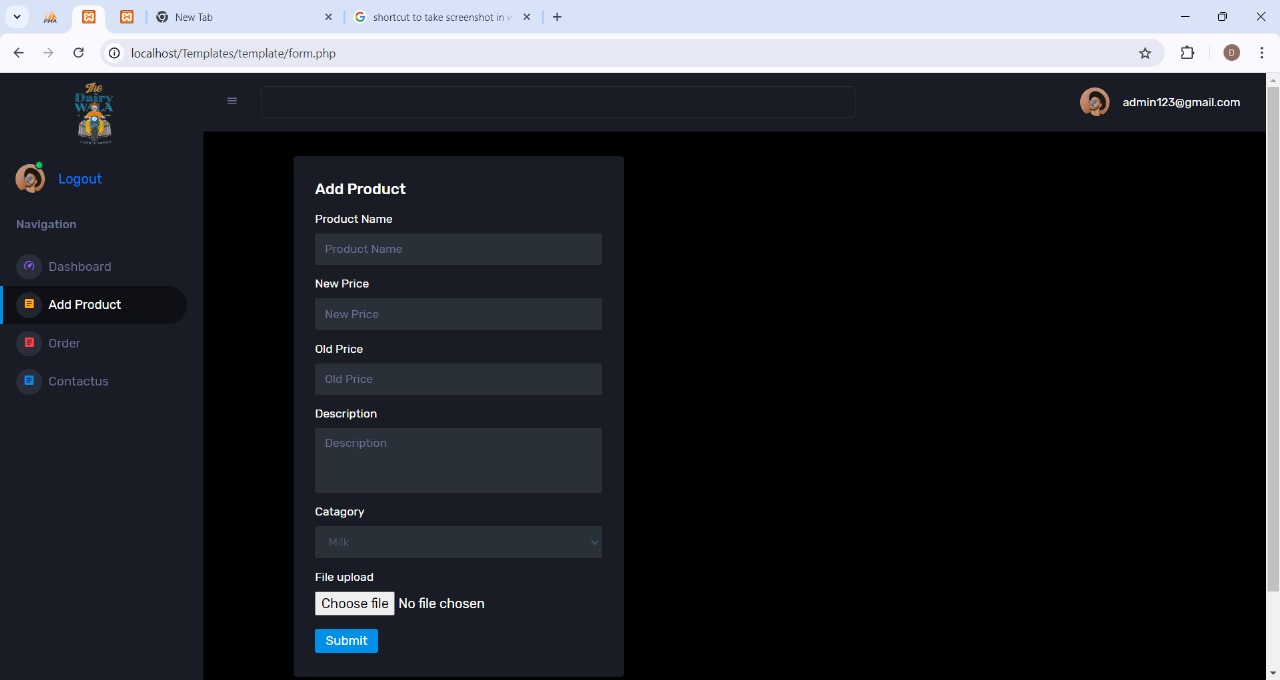 New Tab
shortcut to take screenshot in w
localhost/Templates/template/form.php
D
The
Dairy
WALA
admin123@gmail.com
Logout
Navigation
Dashboard
Add Product
Order
Contactus
Add Product
Product Name
Product Name
New Price
New Price
Old Price
Old Price
Description
Description
Catagory
Milk
File upload
Choose file No file chosen
Submit